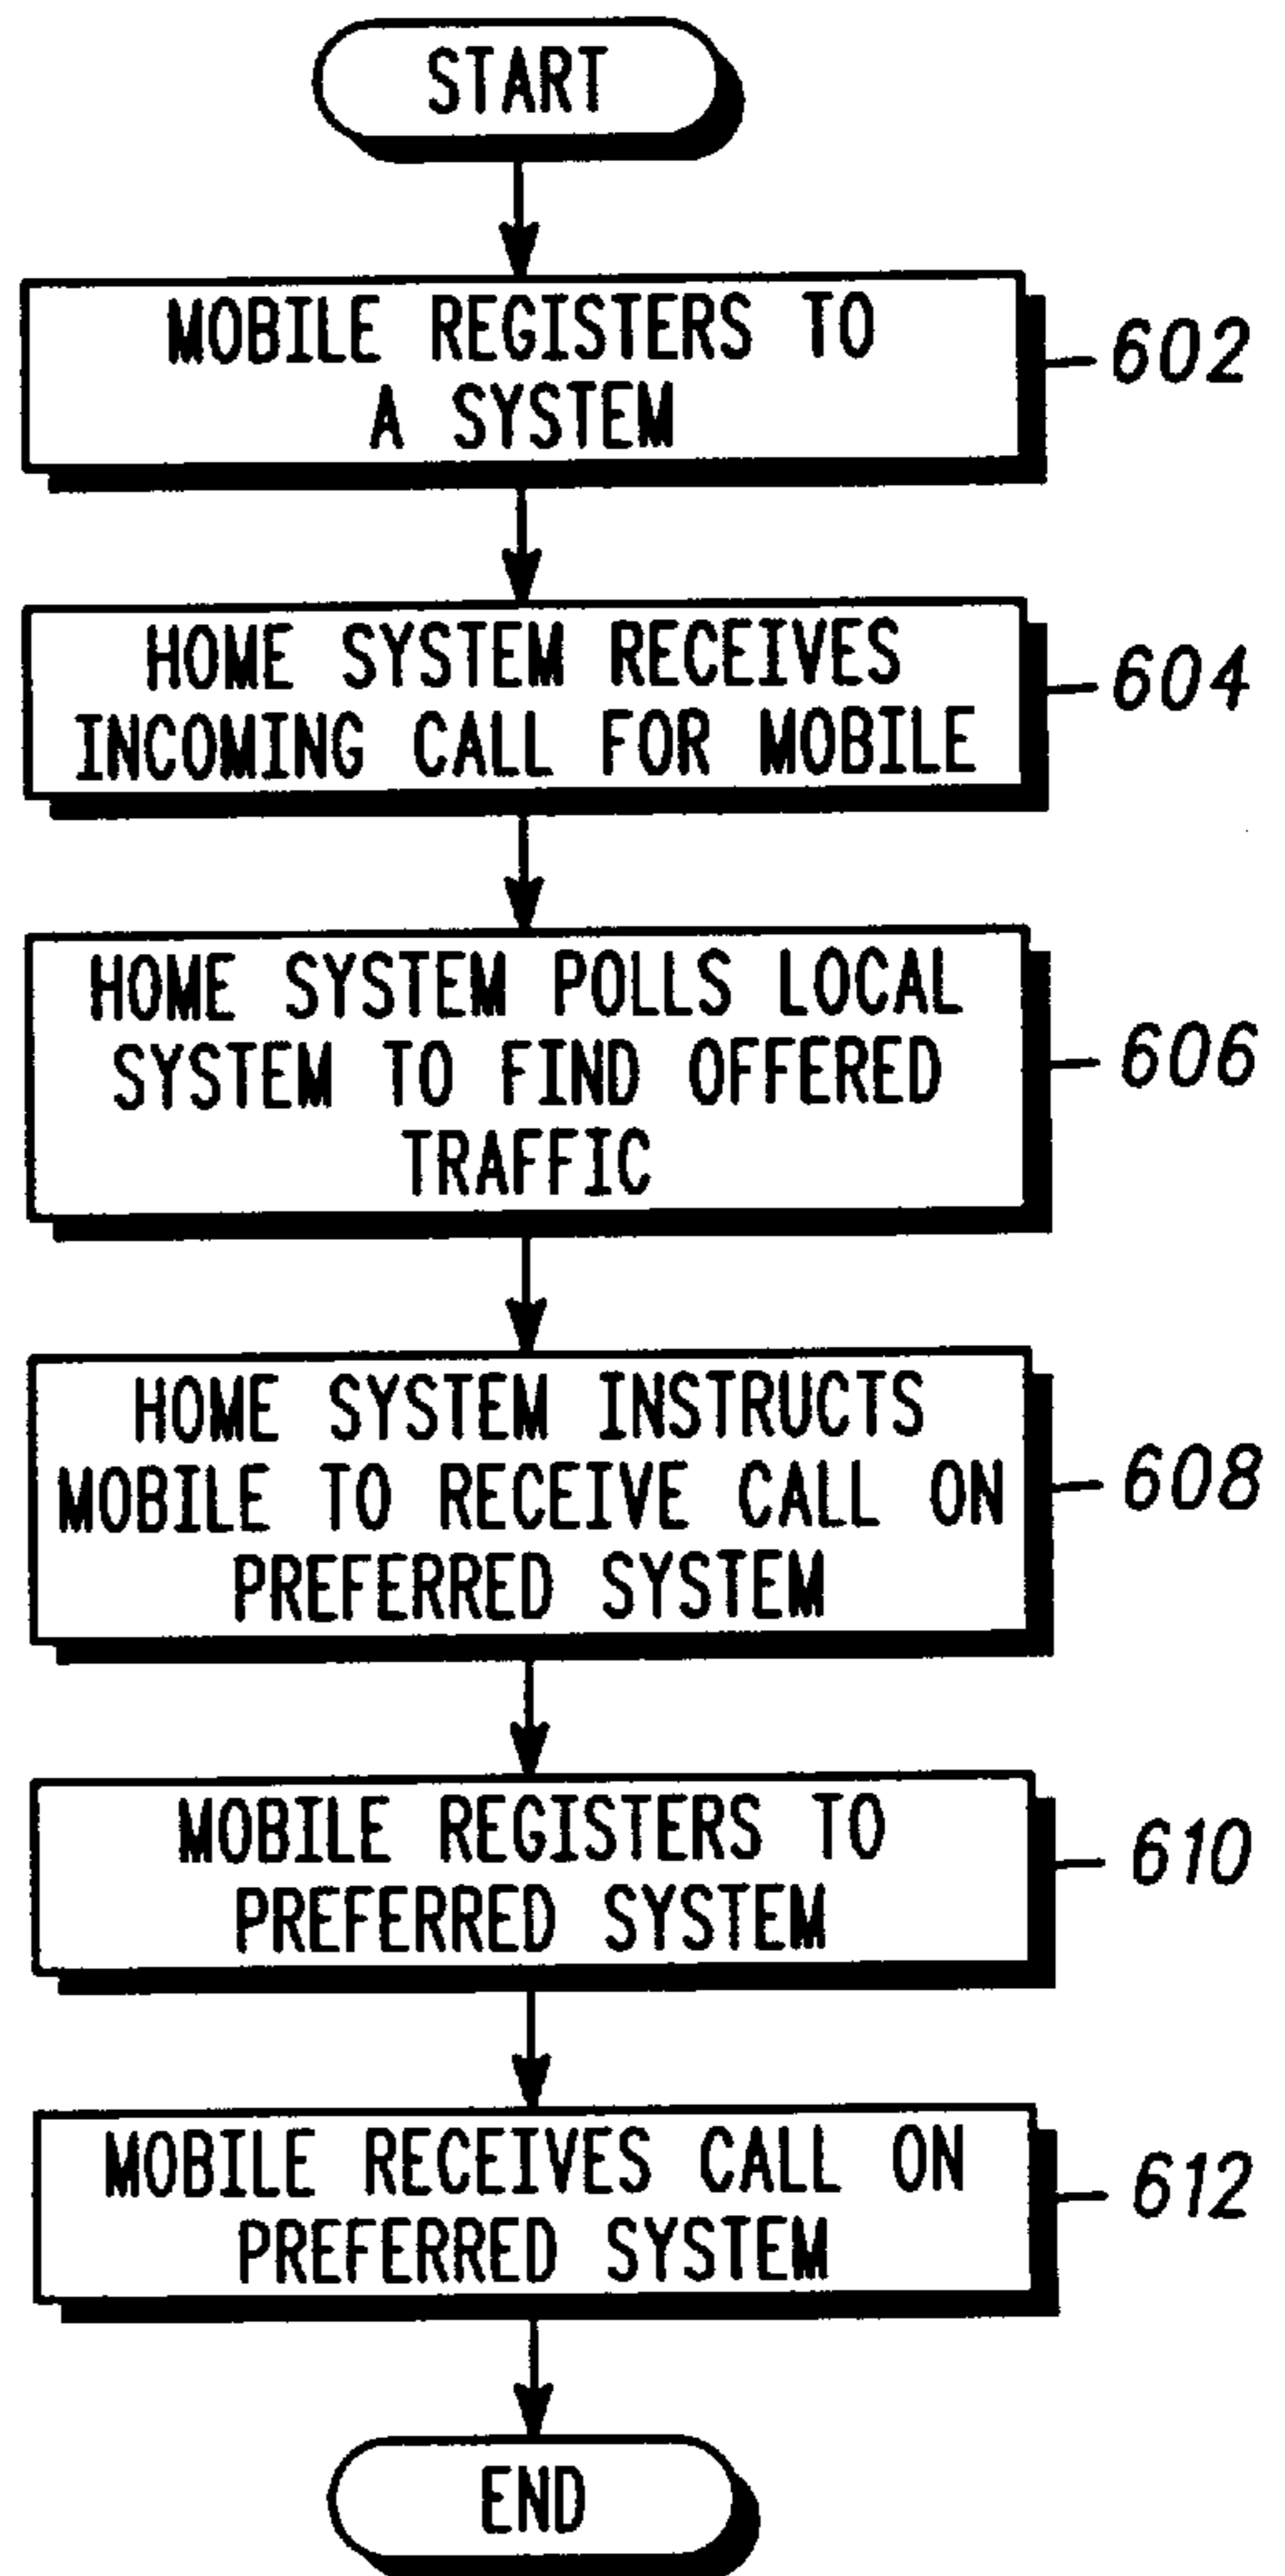 START
MOBILE REGISTERS TO
A SYSTEM
602
HOME SYSTEM RECEIVES
INCOMING CALL FOR MOBILE
604
HOME SYSTEM POLLS LOCAL
SYSTEM TO FIND OFFERED
TRAFFIC
606
HOME SYSTEM INSTRUCTS
MOBILE TO RECEIVE CALL ON
PREFERRED SYSTEM
608
MOBILE REGISTERS TO
PREFERRED SYSTEM
610
MOBILE RECEIVES CALL ON
PREFERRED SYSTEM
612
END